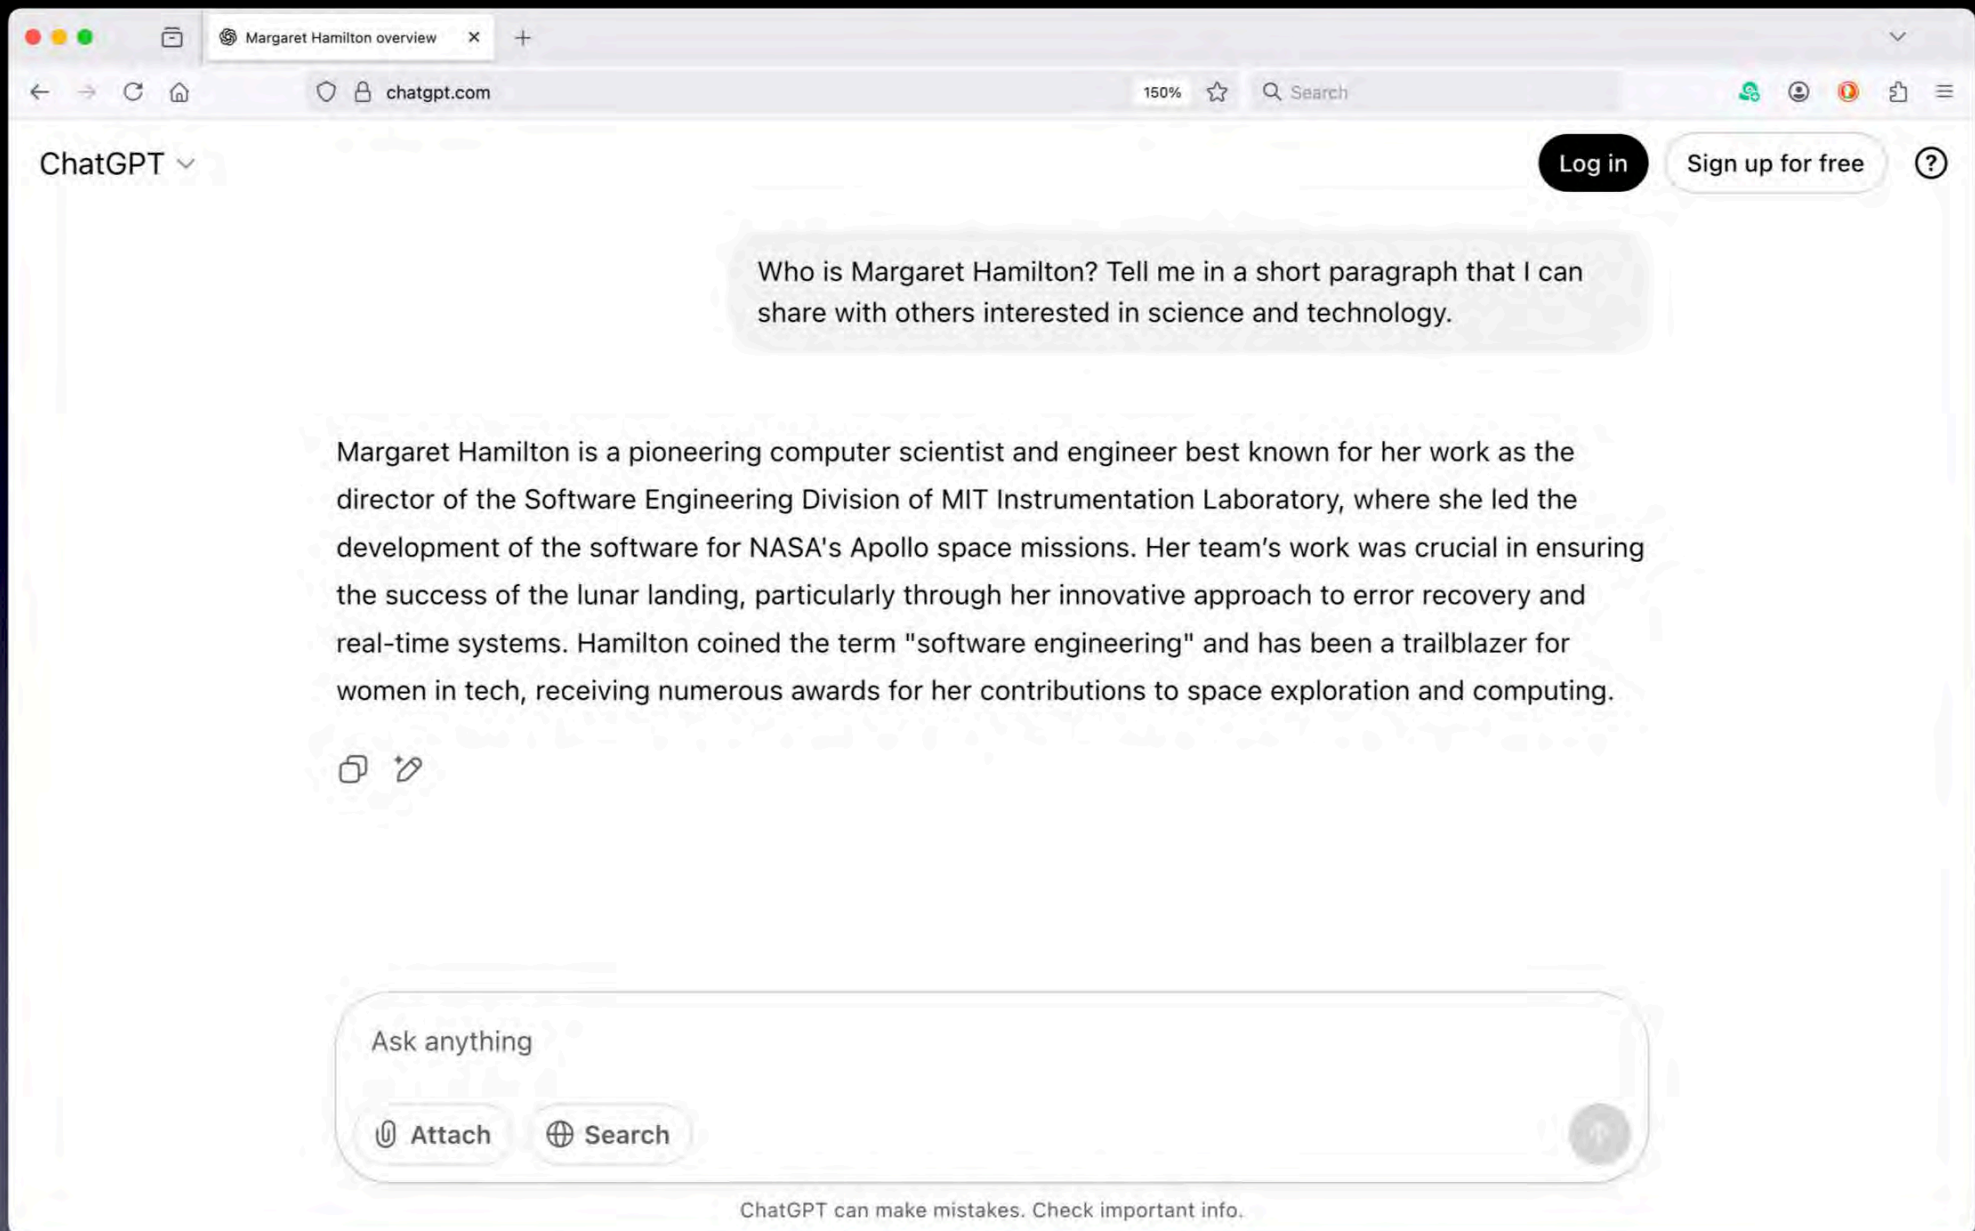 Margaret Hamilton overview
chatgpt.com
150%
Search
ChatGPT
Log in
Sign up for free
?
Who is Margaret Hamilton? Tell me in a short paragraph that I can
share with others interested in science and technology.
Margaret Hamilton is a pioneering computer scientist and engineer best known for her work as the
director of the Software Engineering Division of MIT Instrumentation Laboratory, where she led the
development of the software for NASA's Apollo space missions. Her team’s work was crucial in ensuring
the success of the lunar landing, particularly through her innovative approach to error recovery and
real-time systems. Hamilton coined the term "software engineering" and has been a trailblazer for
women in tech, receiving numerous awards for her contributions to space exploration and computing.
Ask anything
Attach
Search
ChatGPT can make mistakes. Check important info.